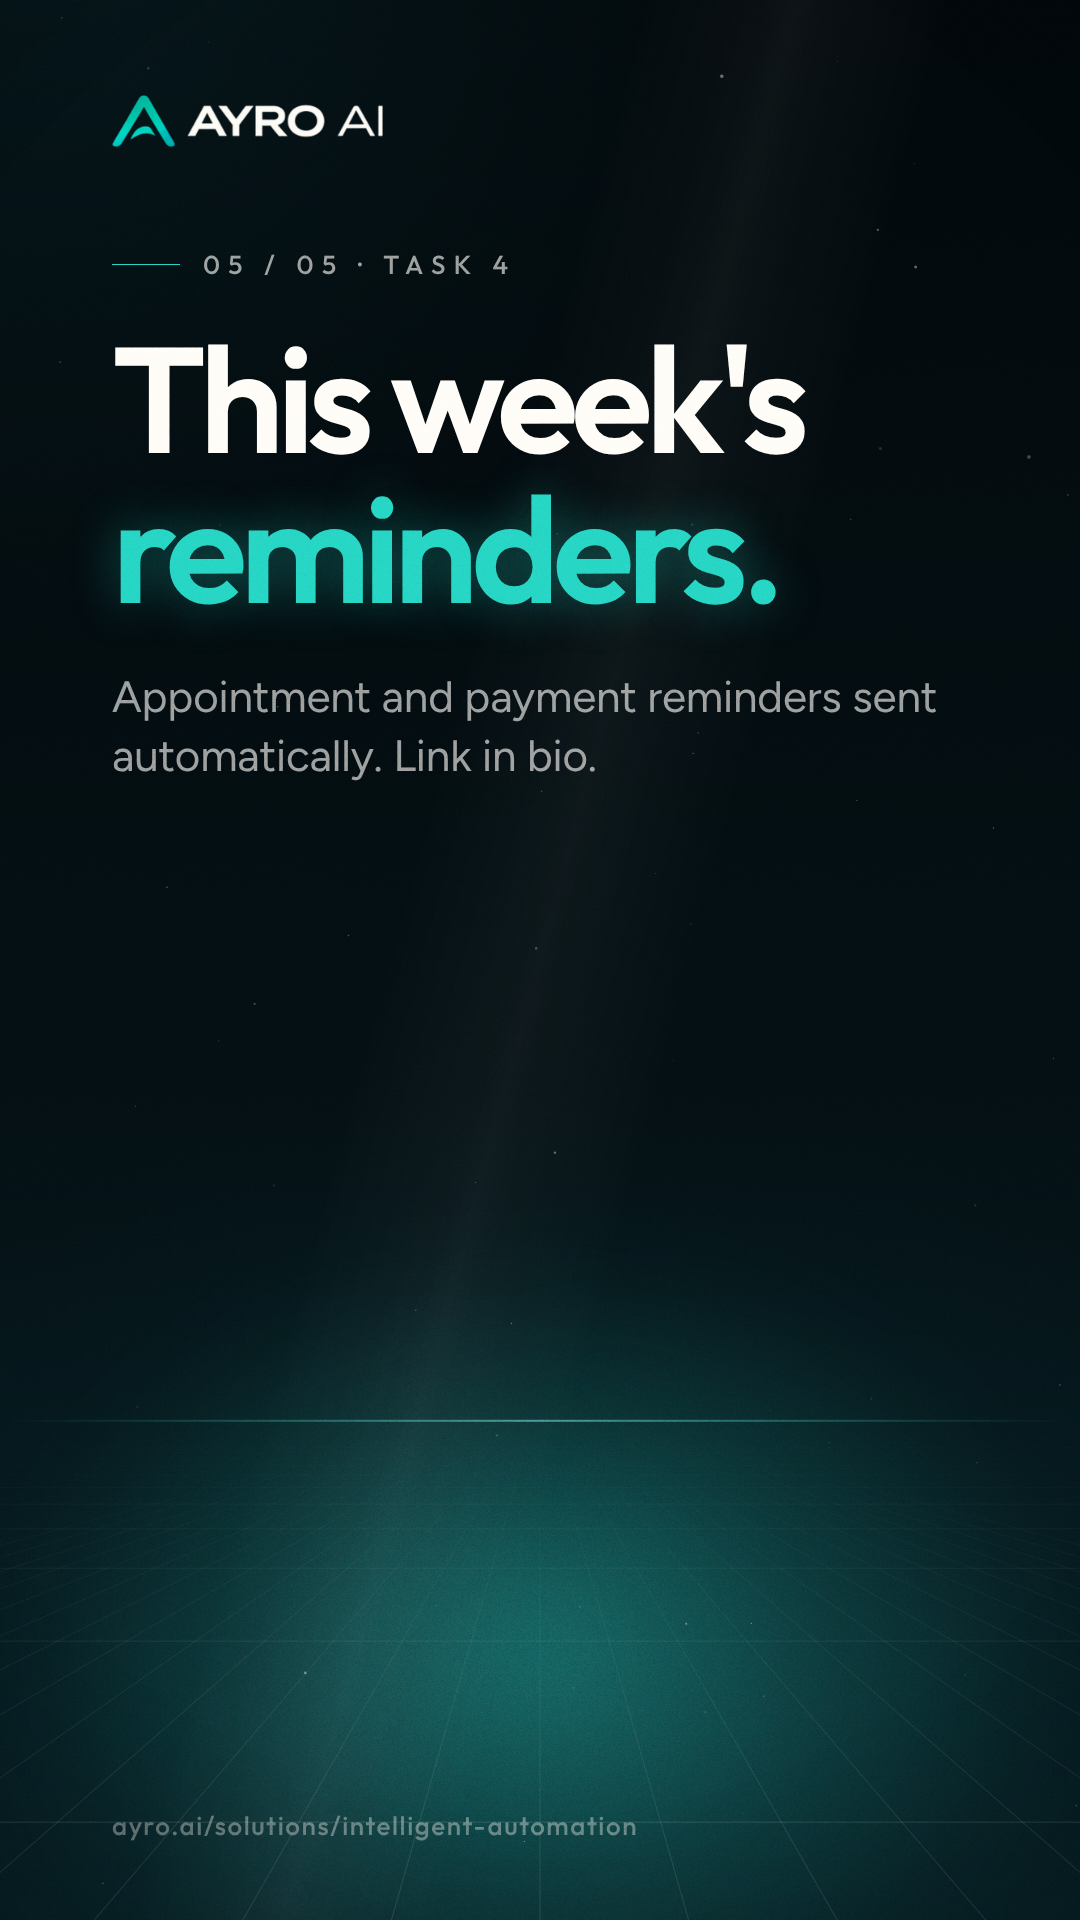 AYRO AI
05 / 05 · TASK 4
This week's
reminders.
Appointment and payment reminders sent
automatically. Link in bio.
ayro.ai/solutions/intelligent-automation